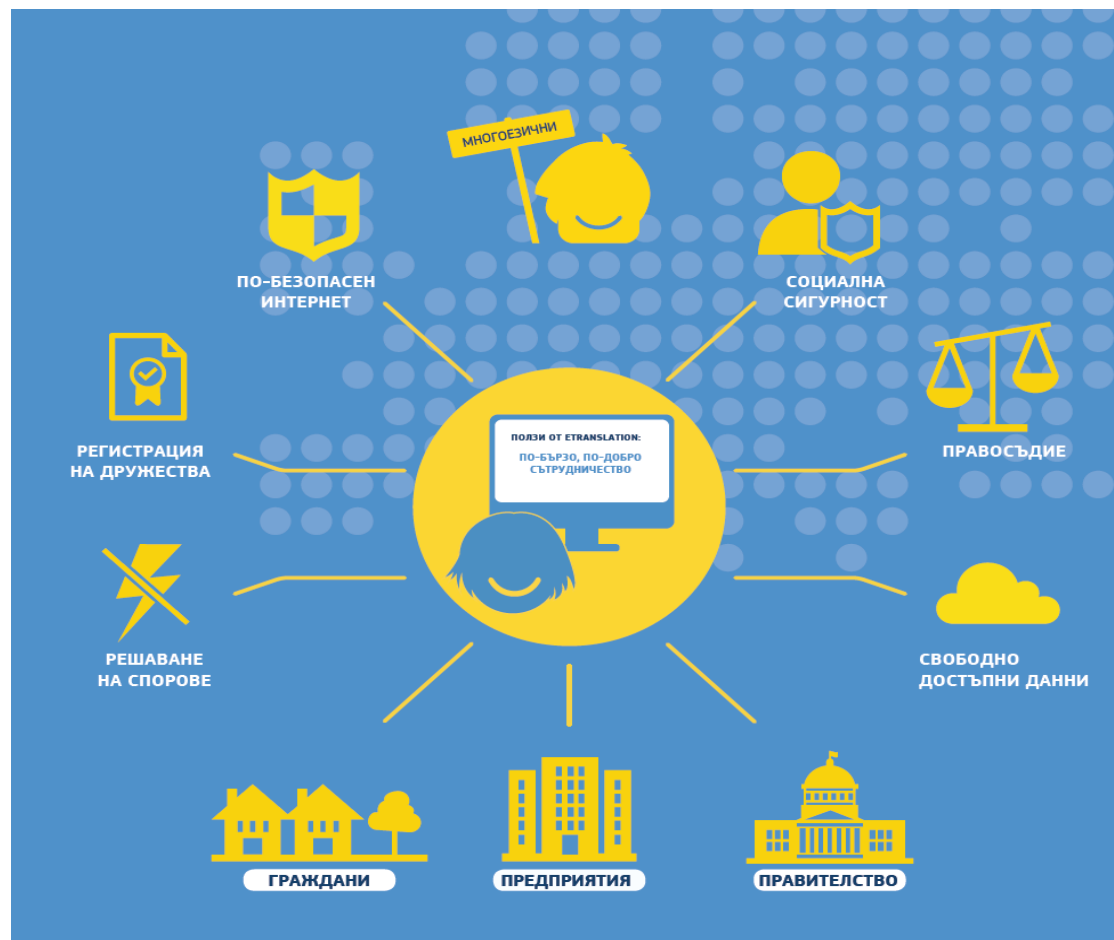 МНОГОЕЗИЧНИ
ПО-БЕЗОПАСЕН
ИНТЕРНЕТ
СОЦИАЛНА
СИГУРНОСТ
РЕГИСТРАЦИЯ
НА ДРУЖЕСТВА
ПОЛЗИ ОТ ETRANSLATION:
ПО-БЪРЗО, ПО-ДОБРО
СЪТРУДНИЧЕСТВО
ПРАВОСЪДИЕ
РЕШАВАНЕ
НА СПОРОВЕ
СВОБОДНО
ДОСТЪПНИ ДАННИ
ГРАЖДАНИ
ПРЕДПРИЯТИЯ
ПРАВИТЕЛСТВО